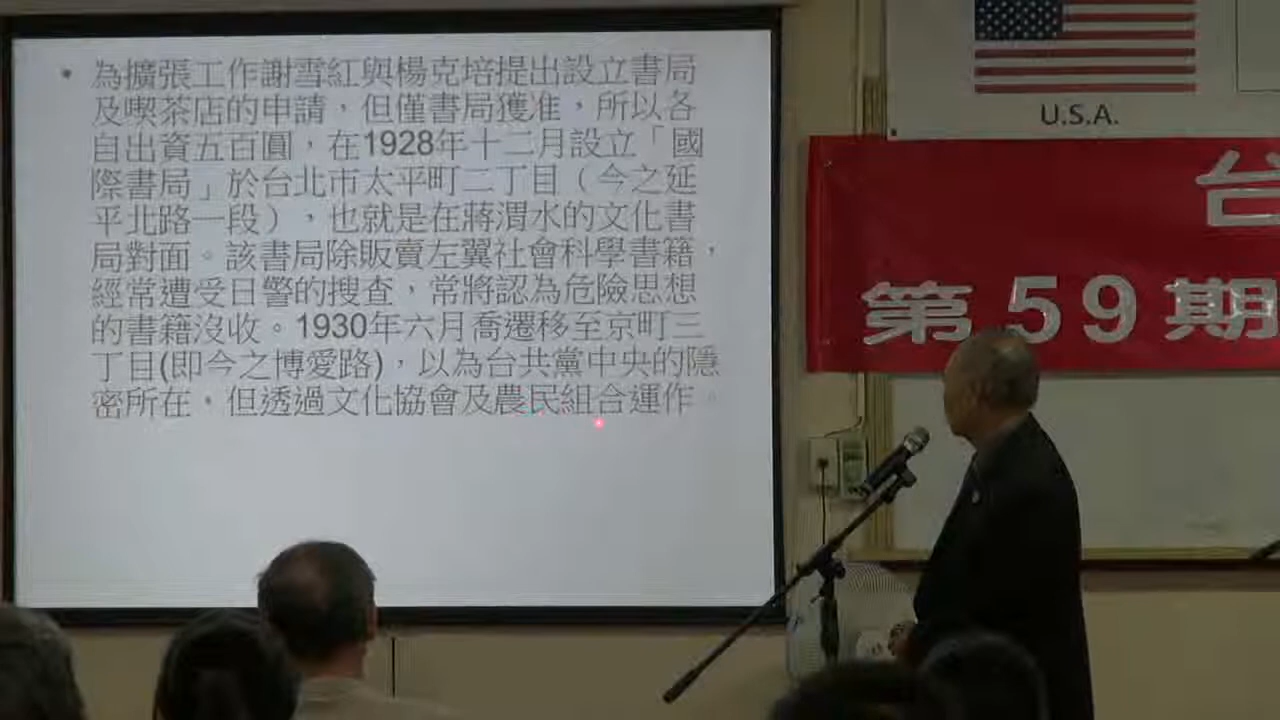 • 為擴張工作謝雪紅與楊克培提出設立書局
及喫茶店的申請，但僅書局獲准，所以各
自出資五百圓，在1928年十二月設立「國
際書局」於台北市太平町二丁目（今之延
平北路一段），也就是在蔣渭水的文化書
局對面。該書局除販賣左翼社會科學書籍，
經常遭受日警的搜查，常將認為危險思想
的書籍沒收。1930年六月喬遷移至京町三
丁目(即今之博愛路)，以為台共黨中央的隱
密所在，但透過文化協會及農民組合運作。
U.S.A.
台
第59期